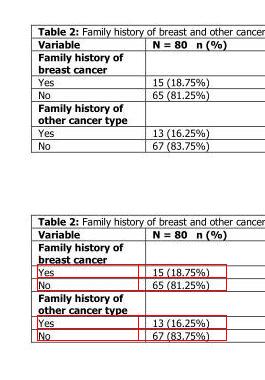 Table 2: Family history of breast and other cancer
Variable N = 80 n (%)
Family history of
breast cancer
Yes 15 (18.75%)
No 65 (81.25%)
Family history of
other cancer type
Yes 13 (16.25%)
No 67 (83.75%)
Table 2: Family history of breast and other cancer
Variable N = 80 n (%)
Family history of
breast cancer
Yes 15 (18.75%)
No 65 (81.25%)
Family history of
other cancer type
Yes 13 (16.25%)
No 67 (83.75%)